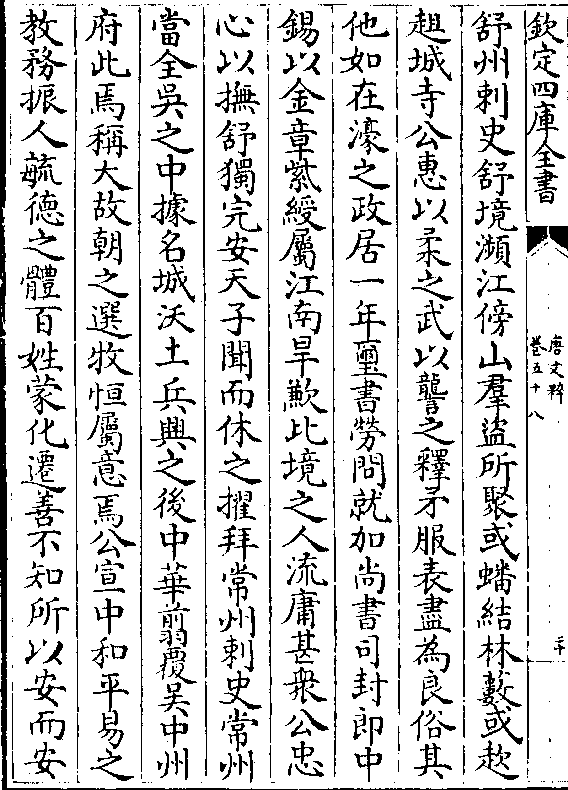 欽定四庫全書
唐文粹
卷五十八
二十
舒州刺史舒境瀕江傍山羣盜所聚或蟠結林藪或趑
趄城寺公惠以柔之武以讋之釋矛服表盡為良俗其
他如在濠之政居一年璽書勞問就加尚書司封郎中
錫以金章紫綬屬江南旱歉比境之人流庸甚衆公忠
心以撫舒獨完安天子聞而休之擢拜常州刺史常州
當全吳之中據名城沃土兵興之後中華翦覆吳中州
府此焉稱大故朝之選牧恒屬意焉公宣中和平易之
教務振人毓德之體百姓蒙化遷善不知所以安而安